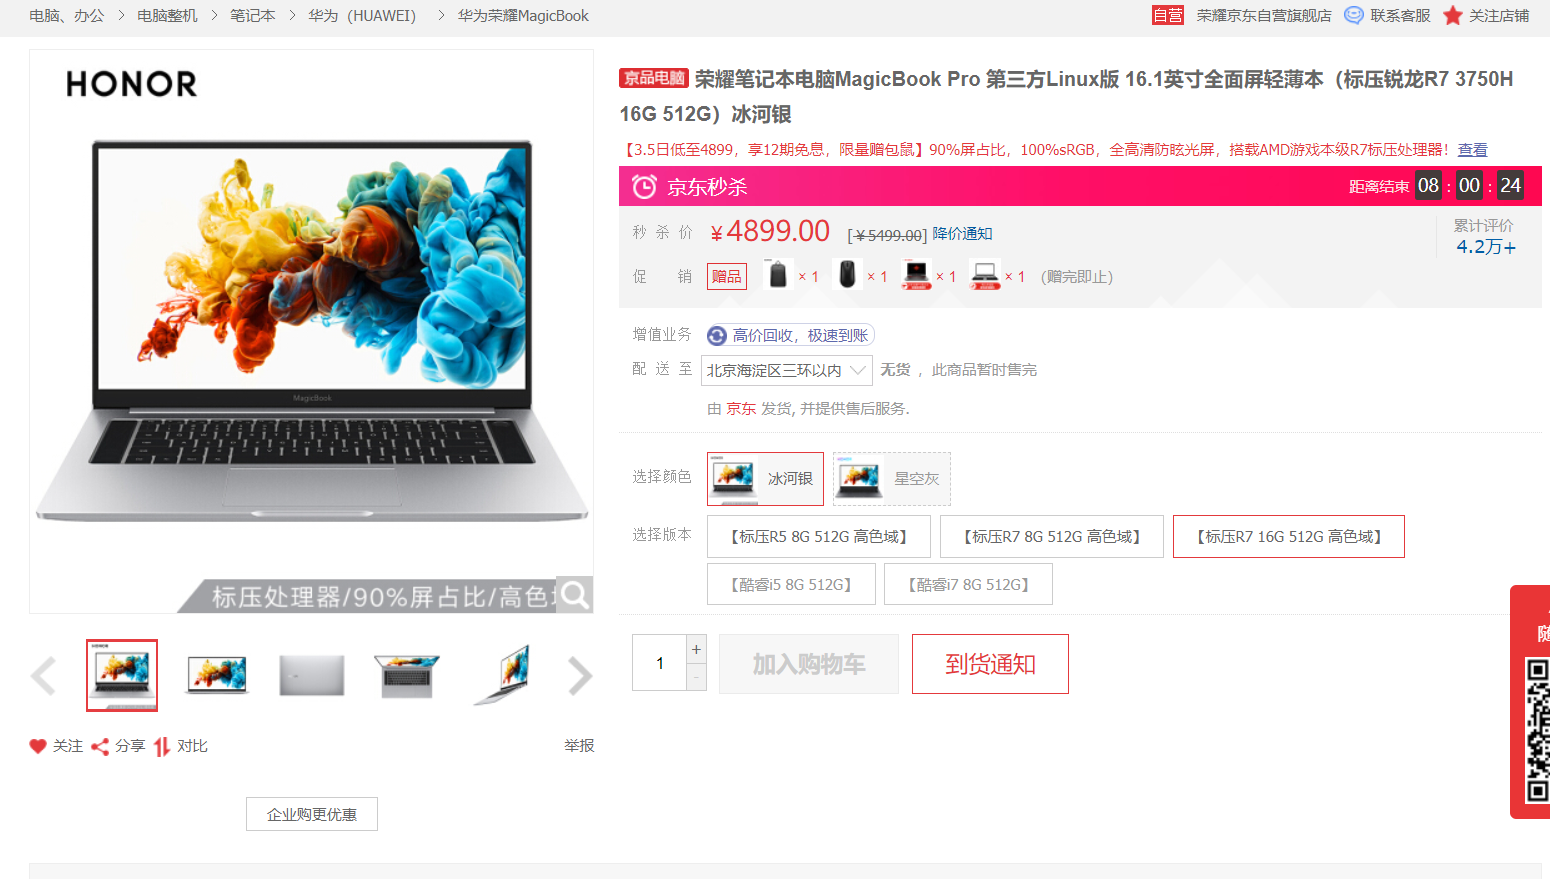 电脑、办公 > 电脑整机 > 笔记本 > 华为（HUAWEI） > 华为荣耀MagicBook
自营 荣耀京东自营旗舰店 联系客服 关注店铺
HONOR
MagicBook
标压处理器/90%屏占比/高色
关注 分享 对比 举报
企业购更优惠
京品电脑 荣耀笔记本电脑MagicBook Pro 第三方Linux版 16.1英寸全面屏轻薄本（标压锐龙R7 3750H
16G 512G）冰河银
【3.5日低至4899，享12期免息，限量赠包鼠】90%屏占比，100%sRGB，全高清防眩光屏，搭载AMD游戏本级R7标压处理器！查看
京东秒杀 距离结束 08 : 00 : 24
秒杀价 ￥4899.00 [￥5499.00] 降价通知
累计评价
4.2万+
促销 赠品 × 1 × 1 × 1 × 1 （赠完即止）
增值业务 高价回收，极速到账
配送至 北京海淀区三环以内 无货 ，此商品暂时售完
由 京东 发货, 并提供售后服务.
选择颜色 冰河银 星空灰
选择版本 【标压R5 8G 512G 高色域】 【标压R7 8G 512G 高色域】 【标压R7 16G 512G 高色域】
【酷睿i5 8G 512G】 【酷睿i7 8G 512G】
1 + - 加入购物车 到货通知